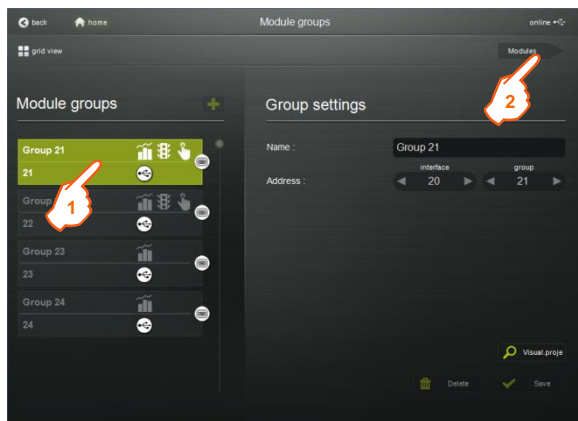 back
home
Module groups
online
grid view
Modules
Module groups
Group settings
2
Group 21
21
1
Group
22
Group 23
23
Group 24
24
Name :
Group 21
interface
group
Address :
20
21
Visual.proje
Delete
Save